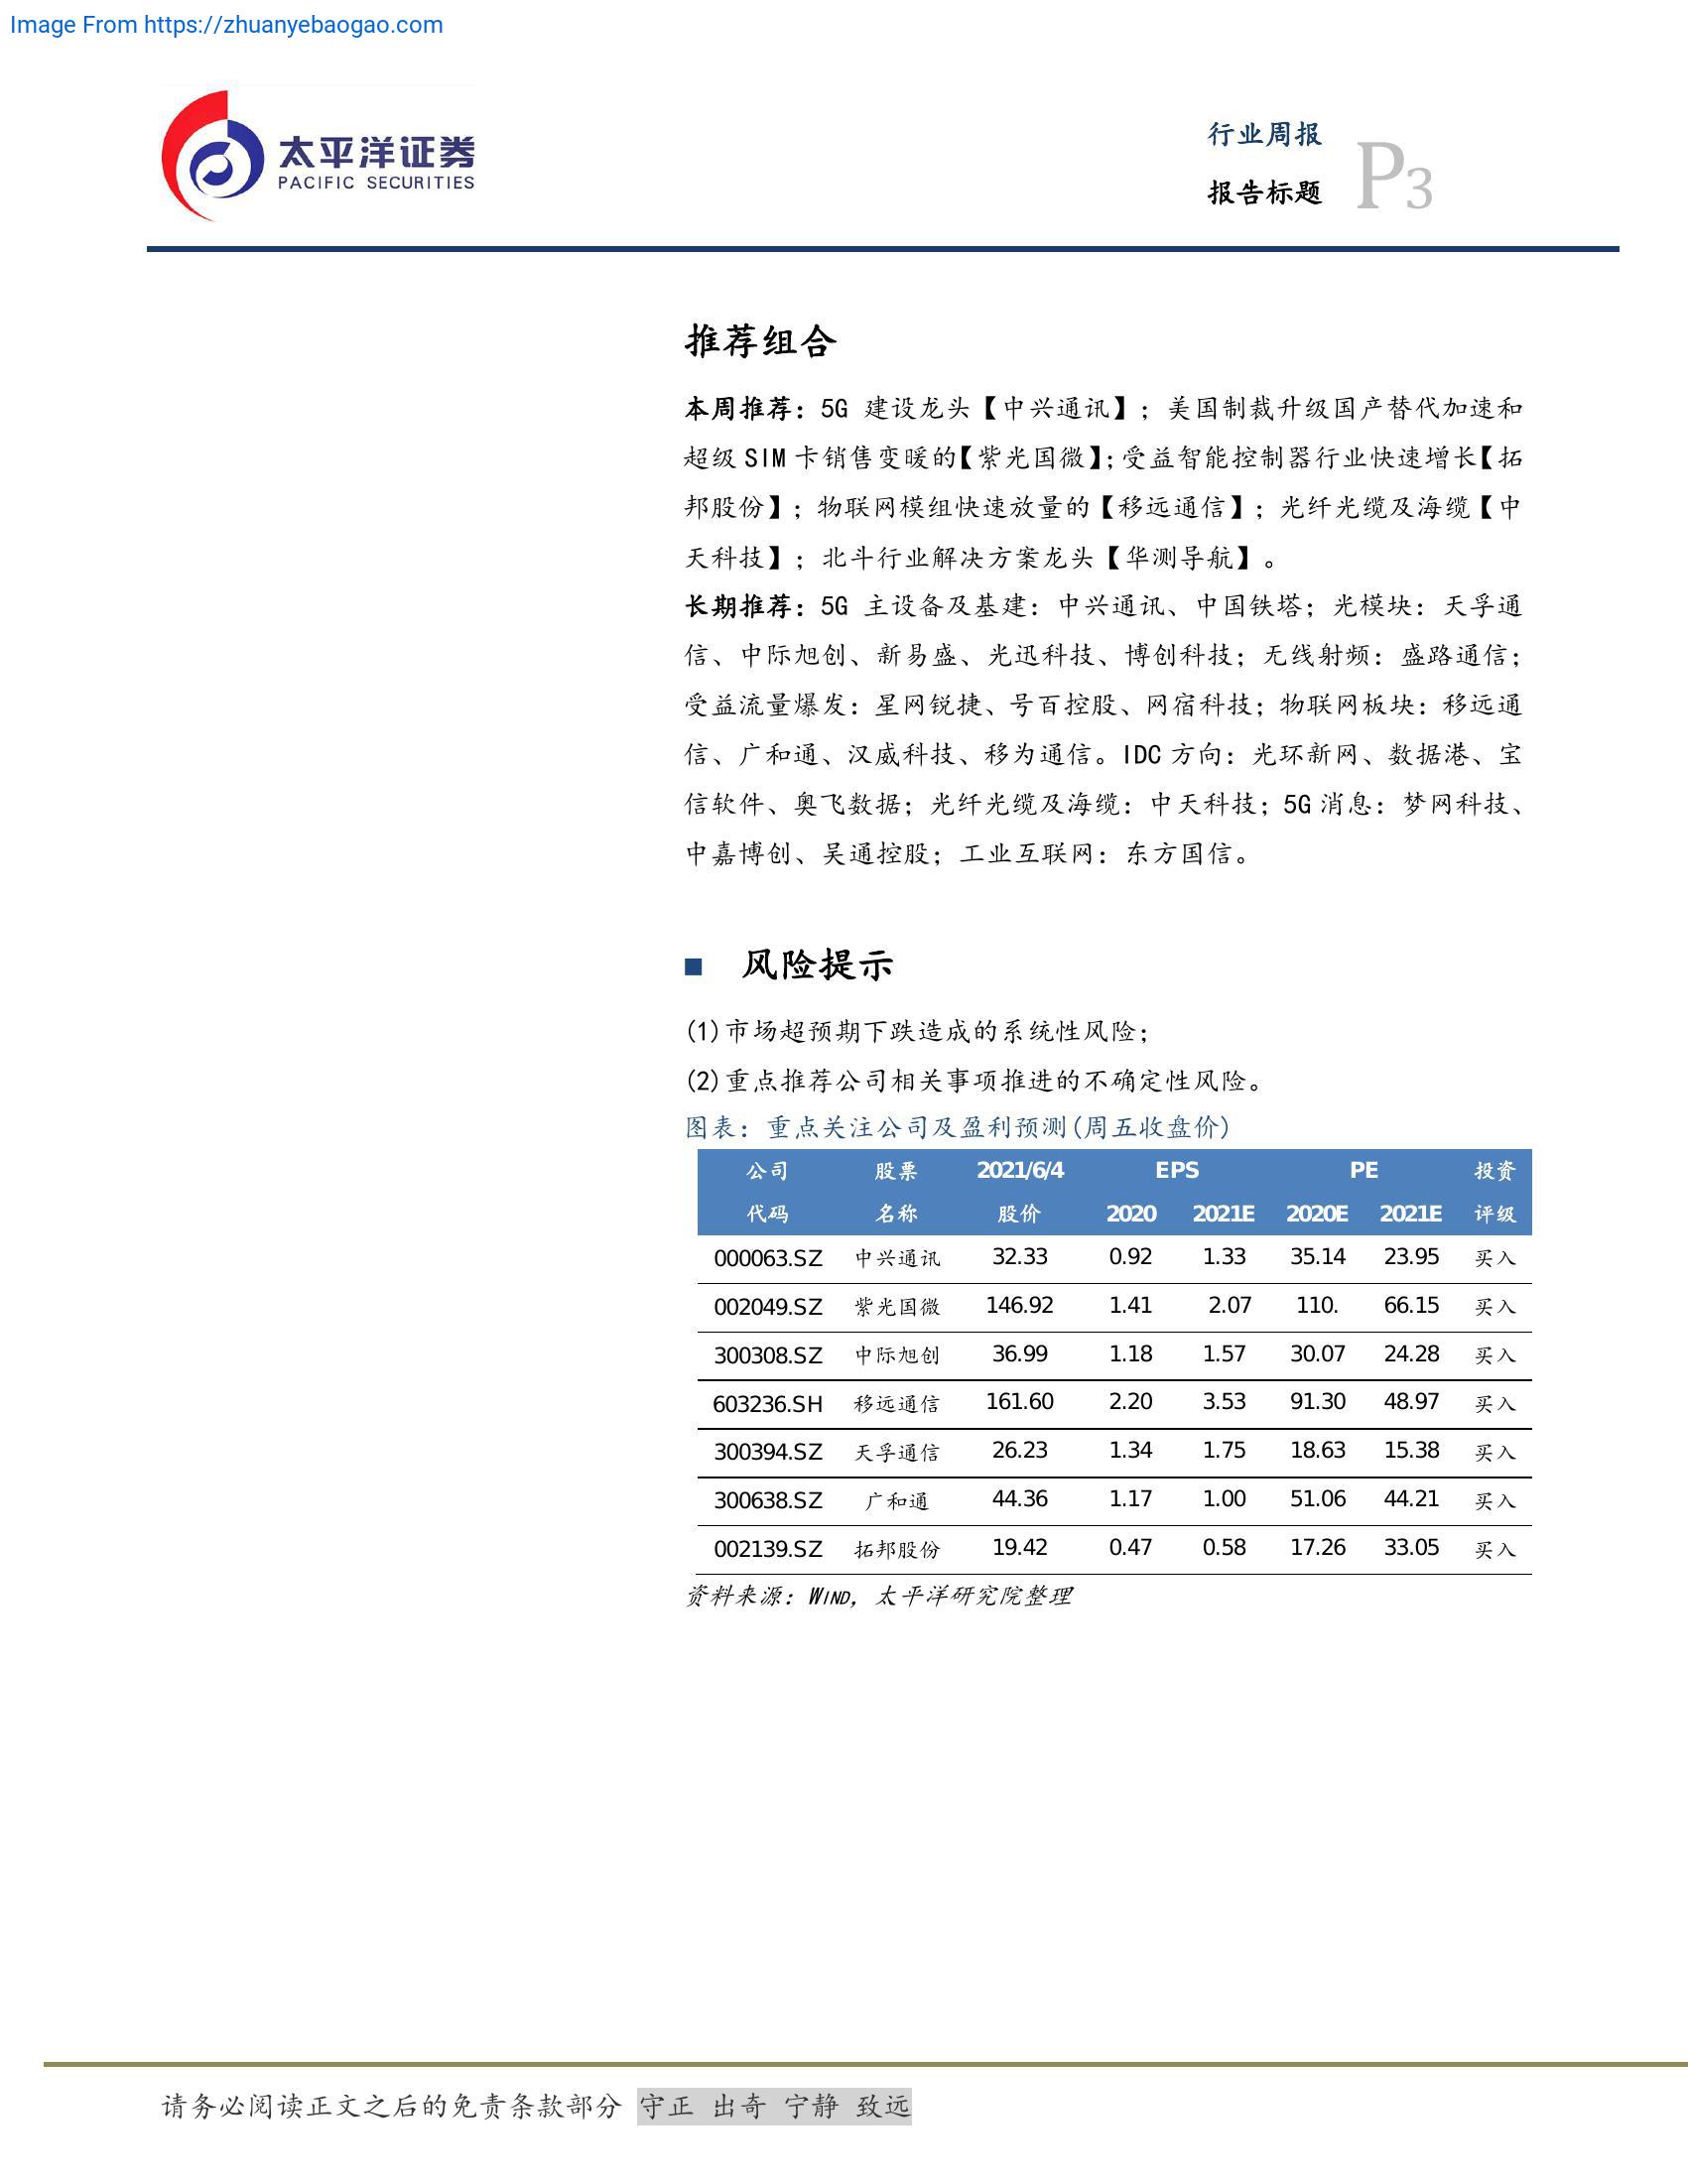 Image From https://zhuanyebaogao.com
太平洋证券
PACIFIC SECURITIES
行业周报
报告标题
P3
推荐组合
本周推荐：5G 建设龙头【中兴通讯】；美国制裁升级国产替代加速和
超级 SIM 卡销售变暖的【紫光国微】；受益智能控制器行业快速增长【拓
邦股份】；物联网模组快速放量的【移远通信】；光纤光缆及海缆【中
天科技】；北斗行业解决方案龙头【华测导航】。
长期推荐：5G 主设备及基建：中兴通讯、中国铁塔；光模块：天孚通
信、中际旭创、新易盛、光迅科技、博创科技；无线射频：盛路通信；
受益流量爆发：星网锐捷、号百控股、网宿科技；物联网板块：移远通
信、广和通、汉威科技、移为通信。IDC 方向：光环新网、数据港、宝
信软件、奥飞数据；光纤光缆及海缆：中天科技；5G 消息：梦网科技、
中嘉博创、吴通控股；工业互联网：东方国信。
■ 风险提示
(1)市场超预期下跌造成的系统性风险；
(2)重点推荐公司相关事项推进的不确定性风险。
图表：重点关注公司及盈利预测(周五收盘价)
公司 股票 2021/6/4 EPS PE 投资
代码 名称 股价 2020 2021E 2020E 2021E 评级
000063.SZ 中兴通讯 32.33 0.92 1.33 35.14 23.95 买入
002049.SZ 紫光国微 146.92 1.41 2.07 110. 66.15 买入
300308.SZ 中际旭创 36.99 1.18 1.57 30.07 24.28 买入
603236.SH 移远通信 161.60 2.20 3.53 91.30 48.97 买入
300394.SZ 天孚通信 26.23 1.34 1.75 18.63 15.38 买入
300638.SZ 广和通 44.36 1.17 1.00 51.06 44.21 买入
002139.SZ 拓邦股份 19.42 0.47 0.58 17.26 33.05 买入
资料来源：WIND，太平洋研究院整理
请务必阅读正文之后的免责条款部分 守正 出奇 宁静 致远